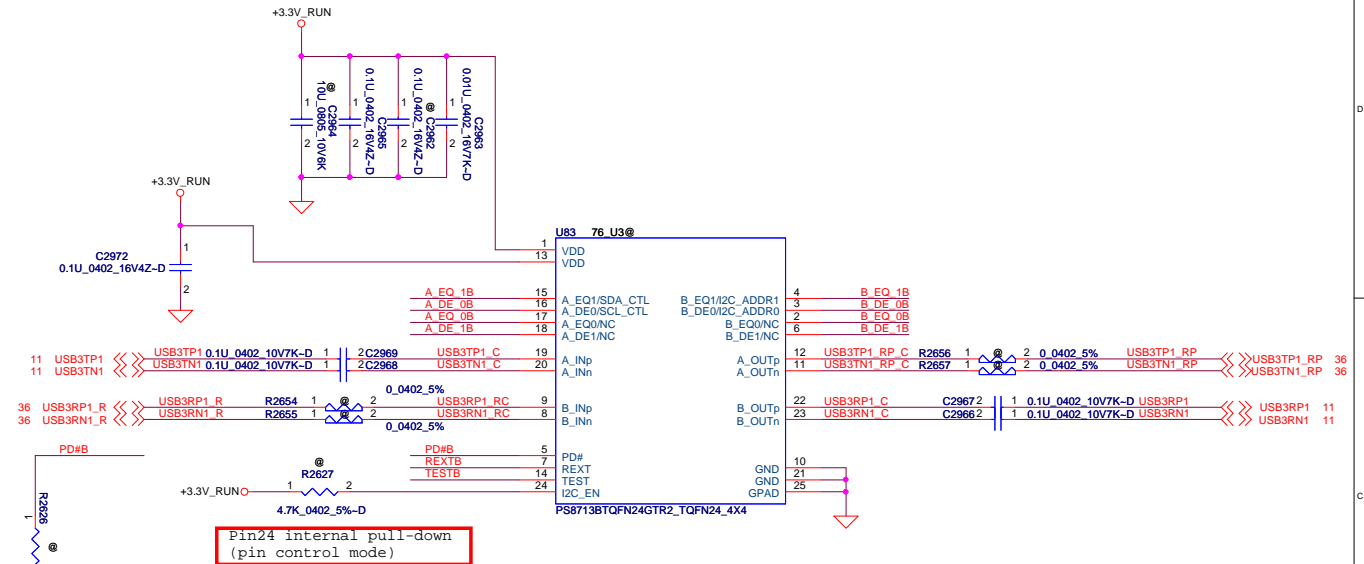 +3.3V_RUN
@
C2964
10U_0805_10V6K
1
2
C2965
0.1U_0402_16V4Z~D
1
2
@
C2962
0.1U_0402_16V4Z~D
1
2
C2963
0.01U_0402_16V7K~D
1
2
D
+3.3V_RUN
C2972
0.1U_0402_16V4Z~D
1
2
U83 76_U3@
1 VDD
13 VDD
A_EQ_1B 15 A_EQ1/SDA_CTL B_EQ1/I2C_ADDR1 4 B_EQ_1B
A_DE_0B 16 A_DE0/SCL_CTL B_DE0/I2C_ADDR0 3 B_DE_0B
A_EQ_0B 17 A_EQ0/NC B_EQ0/NC 2 B_EQ_0B
A_DE_1B 18 A_DE1/NC B_DE1/NC 6 B_DE_1B
11 USB3TP1 USB3TP1 0.1U_0402_10V7K~D 1 2 C2969 USB3TP1_C 19 A_INp A_OUTp 12 USB3TP1_RP_C R2656 1 @ 2 0_0402_5% USB3TP1_RP USB3TP1_RP 36
11 USB3TN1 USB3TN1 0.1U_0402_10V7K~D 1 2 C2968 USB3TN1_C 20 A_INn A_OUTn 11 USB3TN1_RP_C R2657 1 @ 2 0_0402_5% USB3TN1_RP USB3TN1_RP 36
0_0402_5%
36 USB3RP1_R USB3RP1_R R2654 1 @ 2 USB3RP1_RC 9 B_INp B_OUTp 22 USB3RP1_C C2967 2 1 0.1U_0402_10V7K~D USB3RP1 USB3RP1 11
36 USB3RN1_R USB3RN1_R R2655 1 @ 2 USB3RN1_RC 8 B_INn B_OUTn 23 USB3RN1_C C2966 2 1 0.1U_0402_10V7K~D USB3RN1 USB3RN1 11
0_0402_5%
PD#B
PD#B 5 PD#
REXTB 7 REXT GND 10
TESTB 14 TEST GND 21
24 I2C_EN GPAD 25
@
R2627
+3.3V_RUN 1 2
4.7K_0402_5%~D
PS8713BTQFN24GTR2_TQFN24_4X4
C
R2626
1
@
Pin24 internal pull-down
(pin control mode)